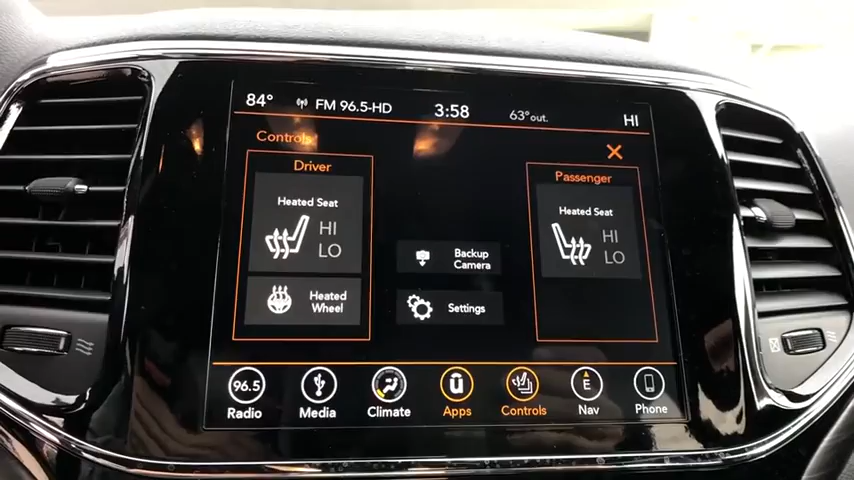 84° FM 96.5-HD 3:58 63°out. HI
Controls
Driver
Heated Seat
HI
LO
Heated
Wheel
Backup
Camera
Settings
Passenger
Heated Seat
HI
LO
96.5 E
Radio Media Climate Apps Controls Nav Phone